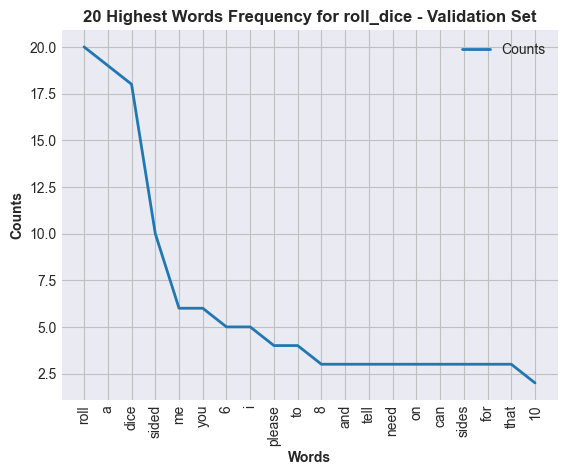 20 Highest Words Frequency for roll_dice - Validation Set
Counts
20.0
17.5
15.0
12.5
10.0
7.5
5.0
2.5
Counts
roll
a
dice
sided
me
you
6
i
please
to
8
and
tell
need
on
can
sides
for
that
10
Words